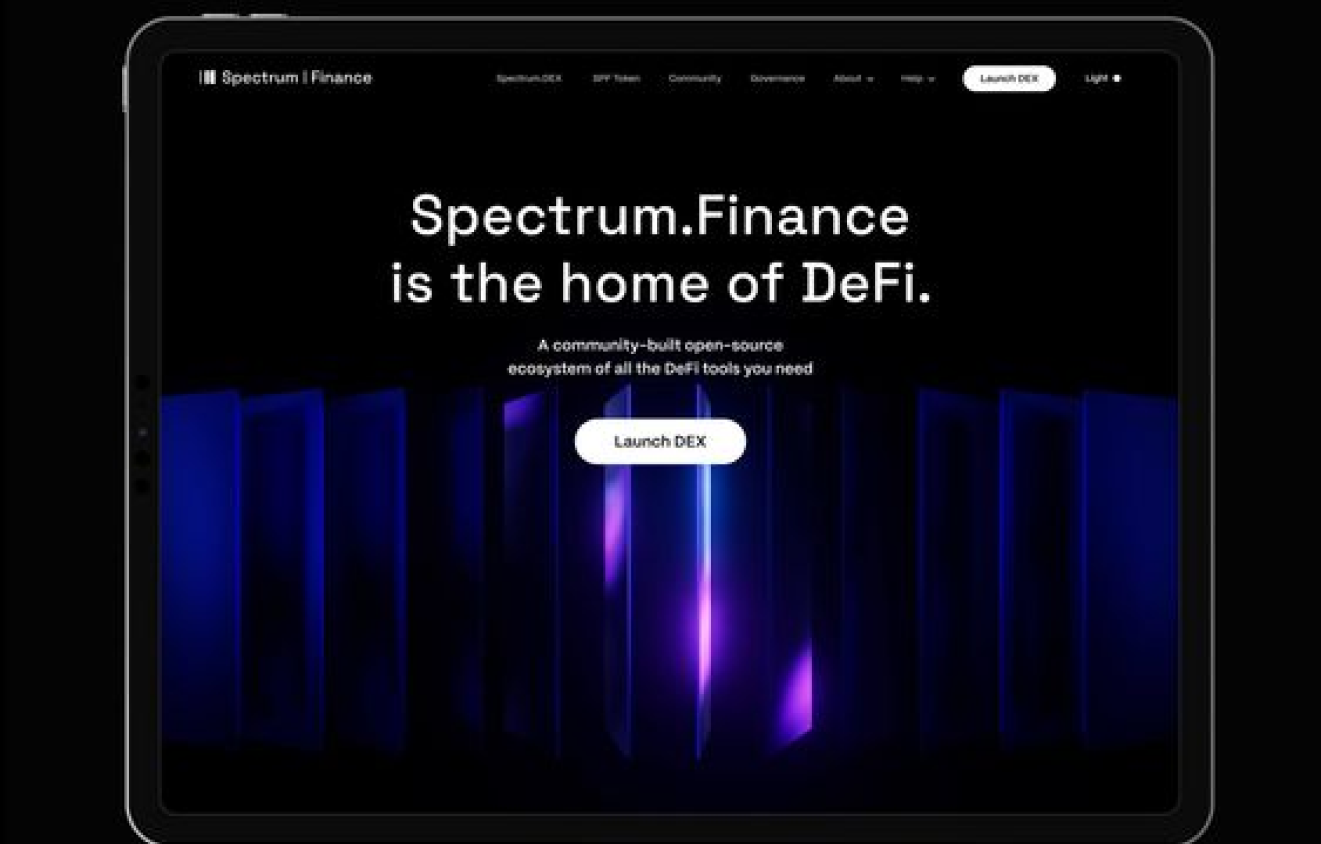 Spectrum | Finance
Spectrum.DEX SPF Token Community Governance About Help Launch DEX Light
Spectrum.Finance
is the home of DeFi.
A community-built open-source
ecosystem of all the DeFi tools you need
Launch DEX